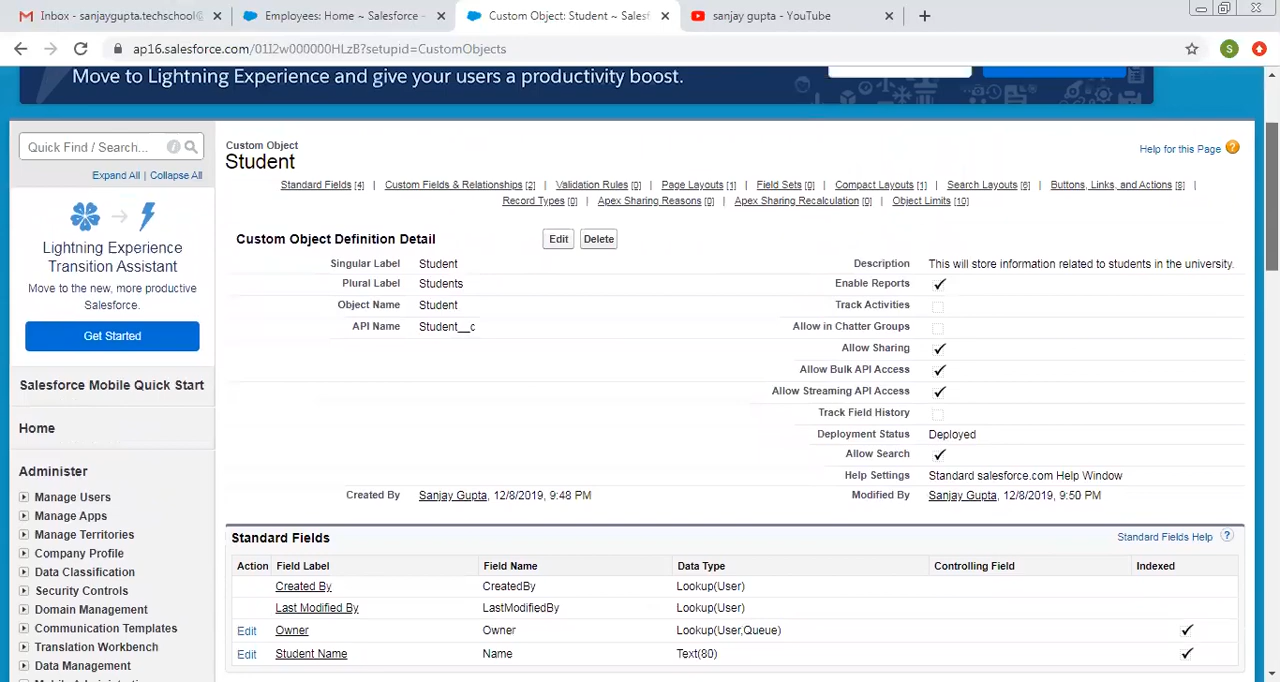 Inbox - sanjaygupta.techschool@
Employees: Home ~ Salesforce -
Custom Object: Student ~ Salesf
sanjay gupta - YouTube
ap16.salesforce.com/01I2w000000HLzB?setupid=CustomObjects
S
Move to Lightning Experience and give your users a productivity boost.
Quick Find / Search...
Expand All | Collapse All
Lightning Experience
Transition Assistant
Move to the new, more productive
Salesforce.
Get Started
Salesforce Mobile Quick Start
Home
Administer
Manage Users
Manage Apps
Manage Territories
Company Profile
Data Classification
Security Controls
Domain Management
Communication Templates
Translation Workbench
Data Management
Custom Object
Student
Help for this Page
Standard Fields [4] | Custom Fields & Relationships [2] | Validation Rules [0] | Page Layouts [1] | Field Sets [0] | Compact Layouts [1] | Search Layouts [6] | Buttons, Links, and Actions [8] |
Record Types [0] | Apex Sharing Reasons [0] | Apex Sharing Recalculation [0] | Object Limits [10]
Custom Object Definition Detail Edit Delete
Singular Label Student Description This will store information related to students in the university.
Plural Label Students Enable Reports
Object Name Student Track Activities
API Name Student__c Allow in Chatter Groups
Allow Sharing
Allow Bulk API Access
Allow Streaming API Access
Track Field History
Deployment Status Deployed
Allow Search
Help Settings Standard salesforce.com Help Window
Created By Sanjay Gupta, 12/8/2019, 9:48 PM Modified By Sanjay Gupta, 12/8/2019, 9:50 PM
Standard Fields Standard Fields Help ?
Action Field Label Field Name Data Type Controlling Field Indexed
Created By CreatedBy Lookup(User)
Last Modified By LastModifiedBy Lookup(User)
Edit Owner Owner Lookup(User,Queue)
Edit Student Name Name Text(80)